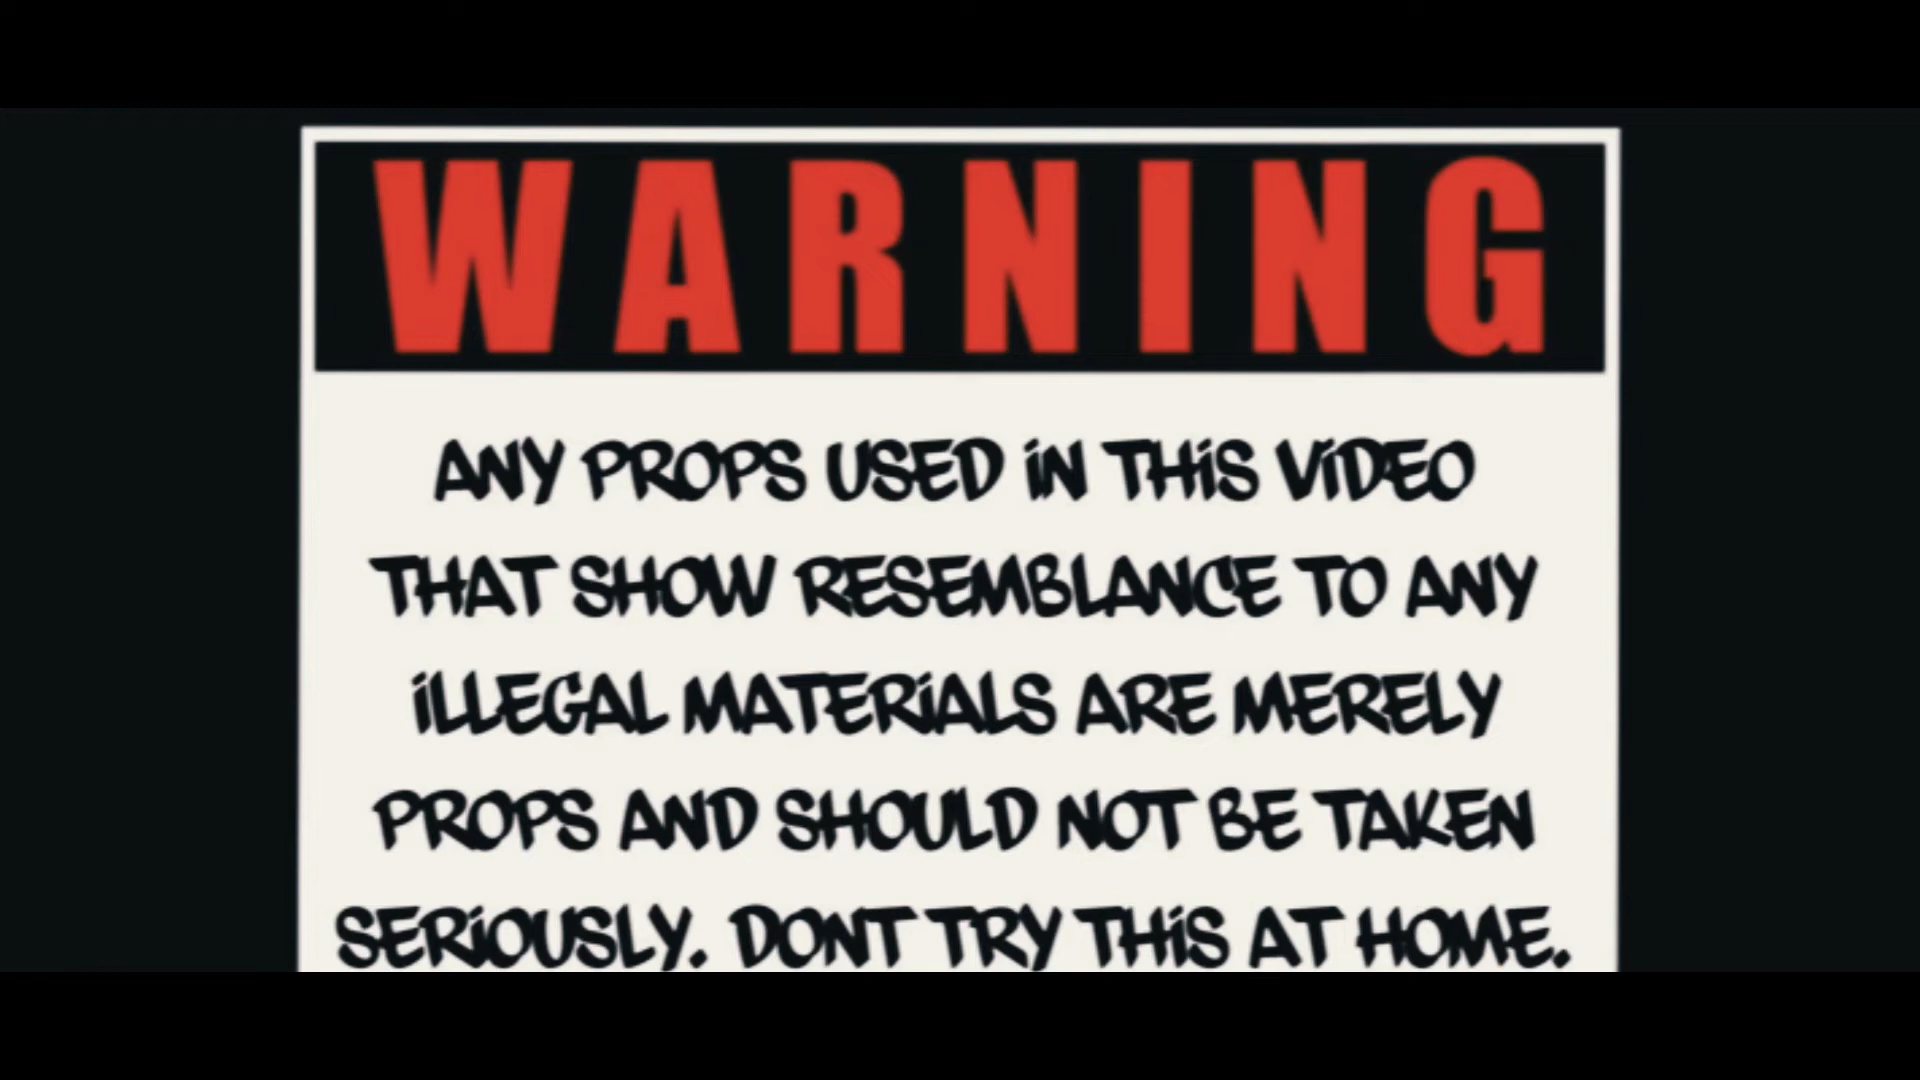 WARNING
ANY PROPS USED iN THiS ViDEO
THAT SHOW RESEMBLANCE TO ANY
iLLEGAL MATERiALS ARE MERELY
PROPS AND SHOULD NOT BE TAKEN
SERiOUSLY. DONT TRY THiS AT HOME.